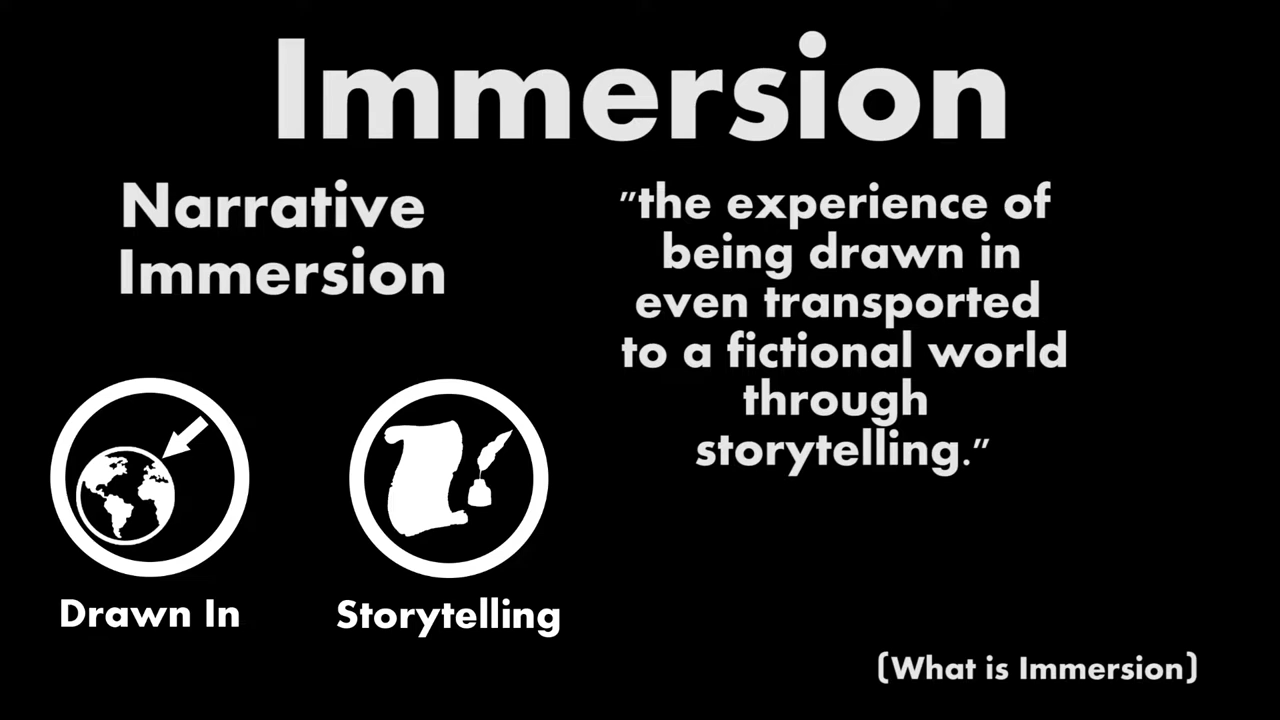 Immersion
Narrative
Immersion
"the experience of
being drawn in
even transported
to a fictional world
through
storytelling."
Drawn In
Storytelling
(What is Immersion)